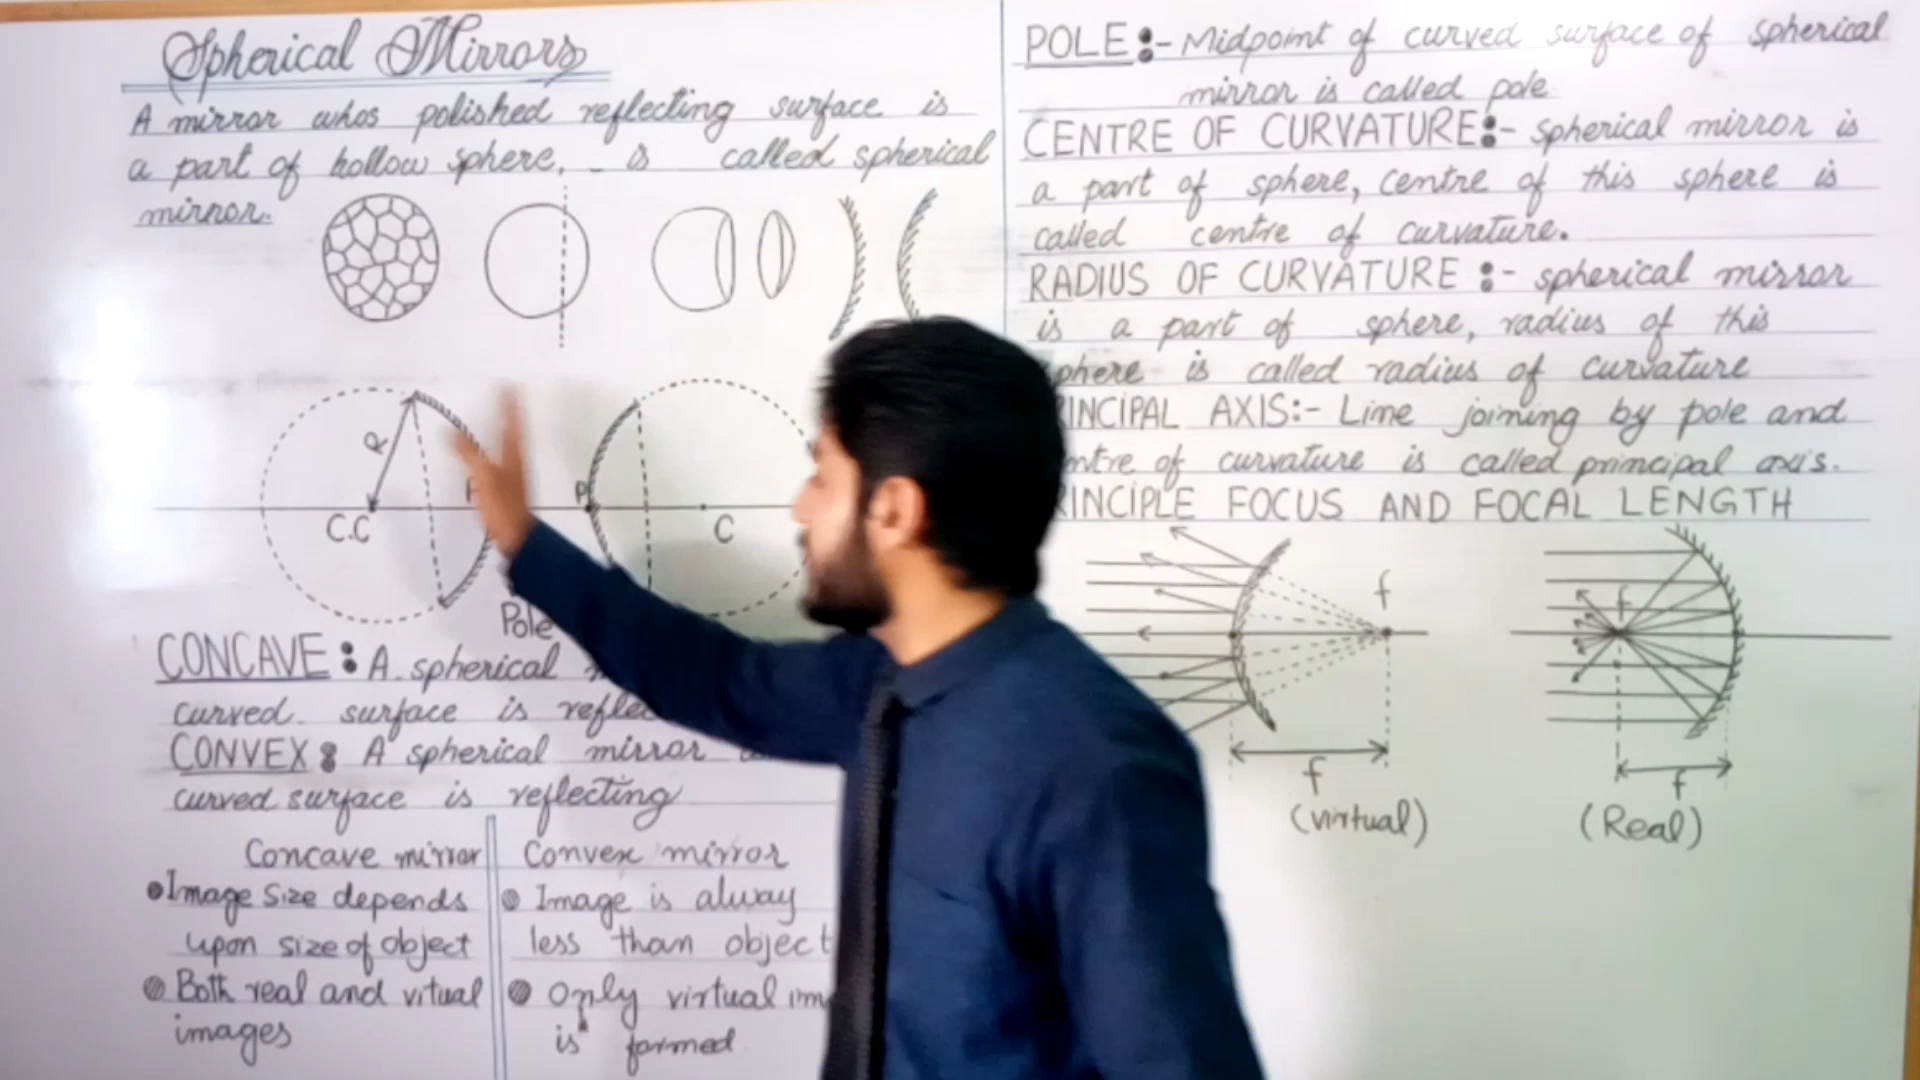 Spherical Mirrors
A mirror whos polished reflecting surface is
a part of hollow sphere, is called spherical
mirror.
R
C.C
P
C
Pole
CONCAVE: A spherical
curved surface is
CONVEX: A spherical mirror
curved surface is reflecting
Concave mirror
Image Size depends
upon size of object
Both real and vitual
images
Convex mirror
Image is alway
less than object
Only virtual
is formed
POLE:- Midpoint of curved surface of spherical
mirror is called pole
CENTRE OF CURVATURE:- Spherical mirror is
a part of sphere, centre of this sphere is
called centre of curvature.
RADIUS OF CURVATURE :- spherical mirror
is a part of sphere, radius of this
phere is called radius of curvature
RINCIPAL AXIS:- Line joining by pole and
ntre of curvature is called principal axis.
RINCIPLE FOCUS AND FOCAL LENGTH
f
f
(virtual)
f
f
(Real)